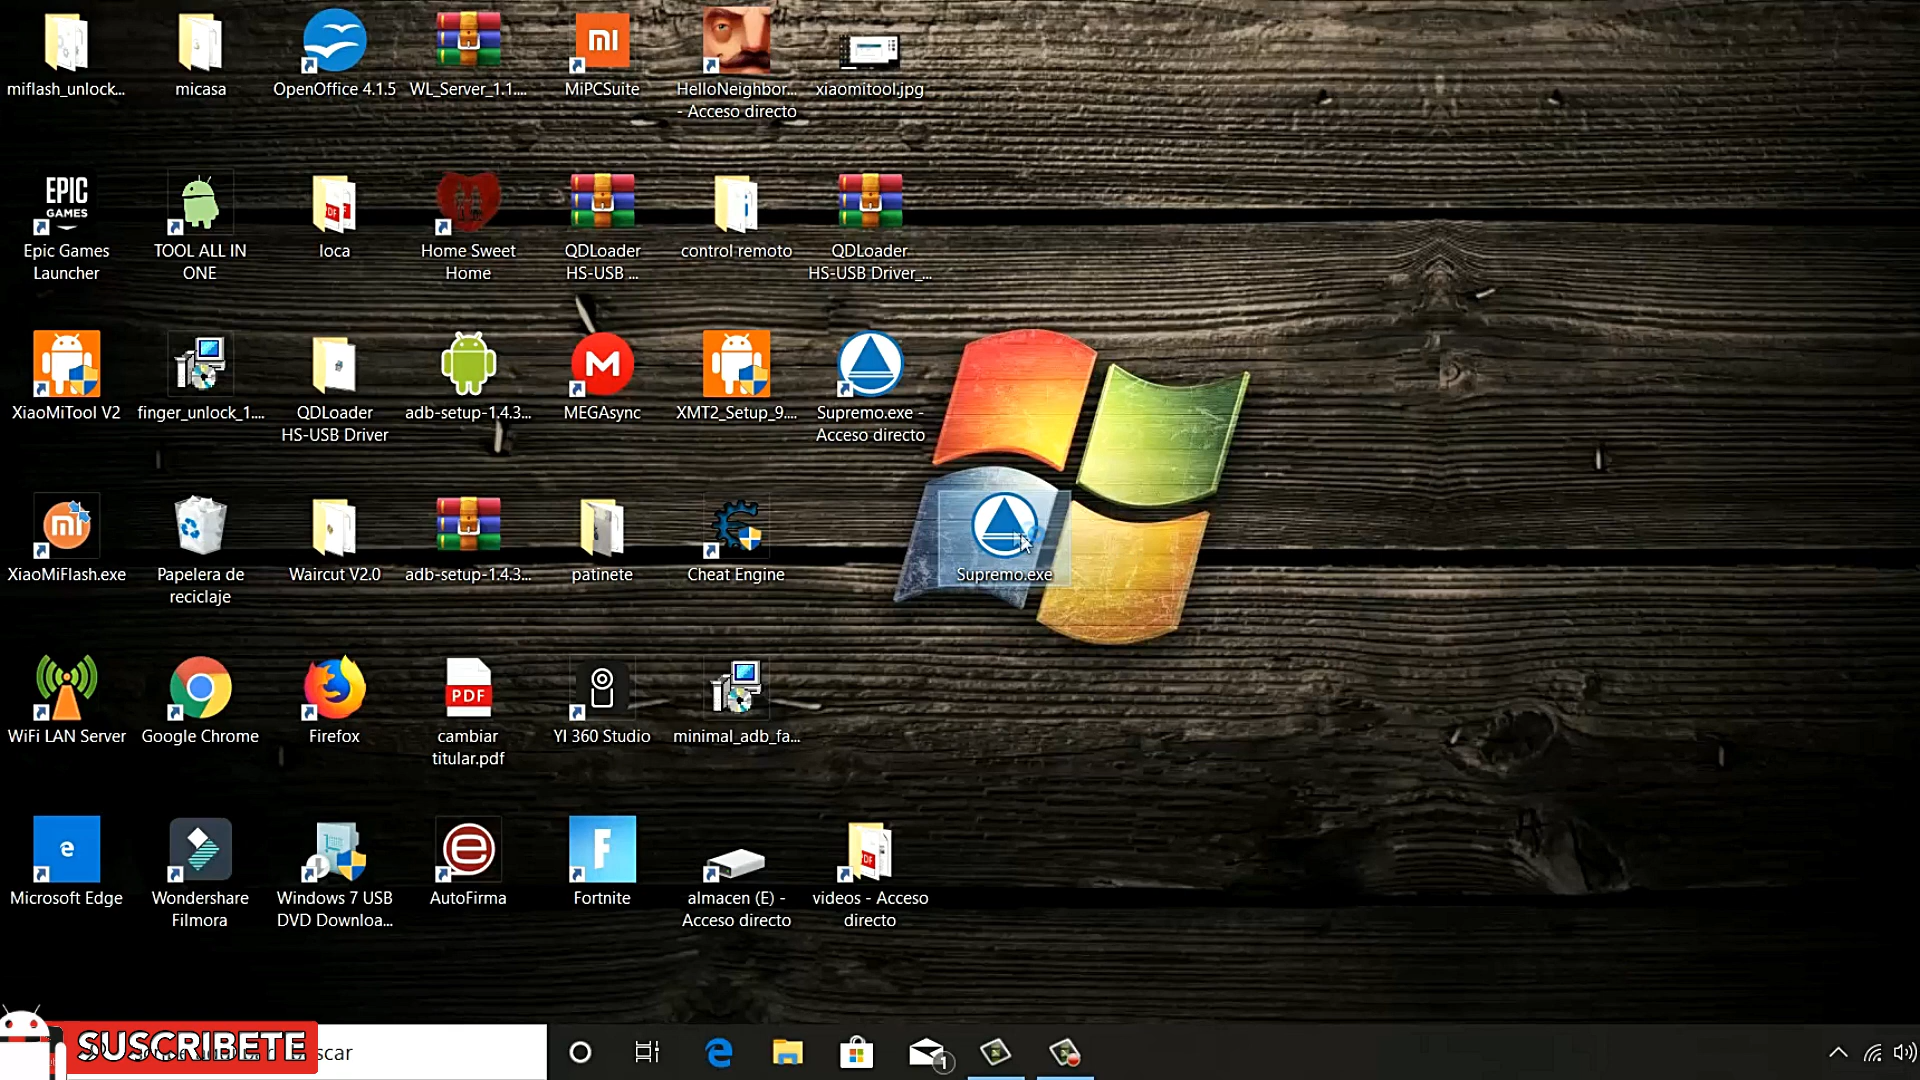 miflash_unlock...
micasa
OpenOffice 4.1.5
WL_Server_1.1....
MiPCSuite
HelloNeighbor...
- Acceso directo
xiaomitool.jpg
EPIC
GAMES
Epic Games
Launcher
TOOL ALL IN
ONE
loca
Home Sweet
Home
QDLoader
HS-USB ...
control remoto
QDLoader
HS-USB Driver_...
XiaoMiTool V2
finger_unlock_1....
QDLoader
HS-USB Driver
adb-setup-1.4.3...
MEGAsync
XMT2_Setup_9....
Supremo.exe -
Acceso directo
XiaoMiFlash.exe
Papelera de
reciclaje
Waircut V2.0
adb-setup-1.4.3...
patinete
Cheat Engine
Supremo.exe
WiFi LAN Server
Google Chrome
Firefox
PDF
cambiar
titular.pdf
YI 360 Studio
minimal_adb_fa...
Microsoft Edge
Wondershare
Filmora
Windows 7 USB
DVD Downloa...
AutoFirma
Fortnite
almacen (E) -
Acceso directo
videos - Acceso
directo
SUSCRIBETE
scar
1